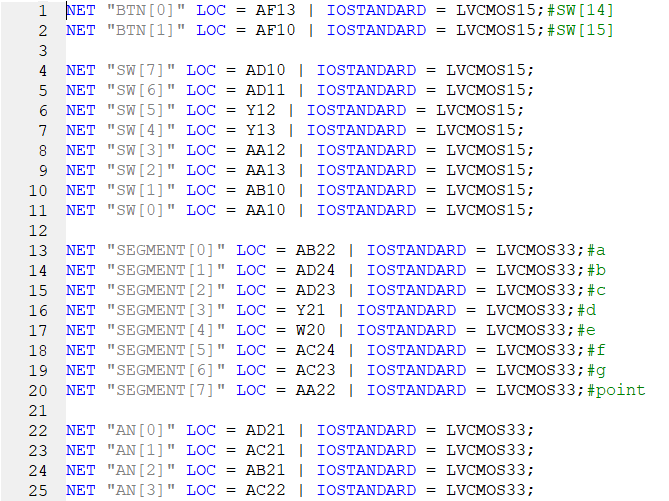 1 NET "BTN[0]" LOC = AF13 | IOSTANDARD = LVCMOS15;#SW[14]
2 NET "BTN[1]" LOC = AF10 | IOSTANDARD = LVCMOS15;#SW[15]
3
4 NET "SW[7]" LOC = AD10 | IOSTANDARD = LVCMOS15;
5 NET "SW[6]" LOC = AD11 | IOSTANDARD = LVCMOS15;
6 NET "SW[5]" LOC = Y12 | IOSTANDARD = LVCMOS15;
7 NET "SW[4]" LOC = Y13 | IOSTANDARD = LVCMOS15;
8 NET "SW[3]" LOC = AA12 | IOSTANDARD = LVCMOS15;
9 NET "SW[2]" LOC = AA13 | IOSTANDARD = LVCMOS15;
10 NET "SW[1]" LOC = AB10 | IOSTANDARD = LVCMOS15;
11 NET "SW[0]" LOC = AA10 | IOSTANDARD = LVCMOS15;
12
13 NET "SEGMENT[0]" LOC = AB22 | IOSTANDARD = LVCMOS33;#a
14 NET "SEGMENT[1]" LOC = AD24 | IOSTANDARD = LVCMOS33;#b
15 NET "SEGMENT[2]" LOC = AD23 | IOSTANDARD = LVCMOS33;#c
16 NET "SEGMENT[3]" LOC = Y21 | IOSTANDARD = LVCMOS33;#d
17 NET "SEGMENT[4]" LOC = W20 | IOSTANDARD = LVCMOS33;#e
18 NET "SEGMENT[5]" LOC = AC24 | IOSTANDARD = LVCMOS33;#f
19 NET "SEGMENT[6]" LOC = AC23 | IOSTANDARD = LVCMOS33;#g
20 NET "SEGMENT[7]" LOC = AA22 | IOSTANDARD = LVCMOS33;#point
21
22 NET "AN[0]" LOC = AD21 | IOSTANDARD = LVCMOS33;
23 NET "AN[1]" LOC = AC21 | IOSTANDARD = LVCMOS33;
24 NET "AN[2]" LOC = AB21 | IOSTANDARD = LVCMOS33;
25 NET "AN[3]" LOC = AC22 | IOSTANDARD = LVCMOS33;